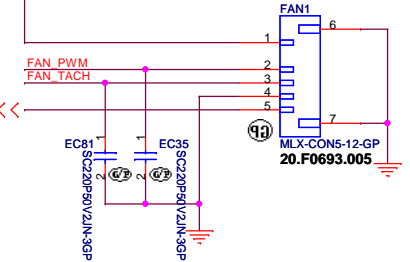 FAN1
1
6
FAN_PWM
2
FAN_TACH
3
4
5
7
GP
MLX-CON5-12-GP
20.F0693.005
EC81
1
2
SC220P50V2JN-3GP
EC35
1
2
SC220P50V2JN-3GP